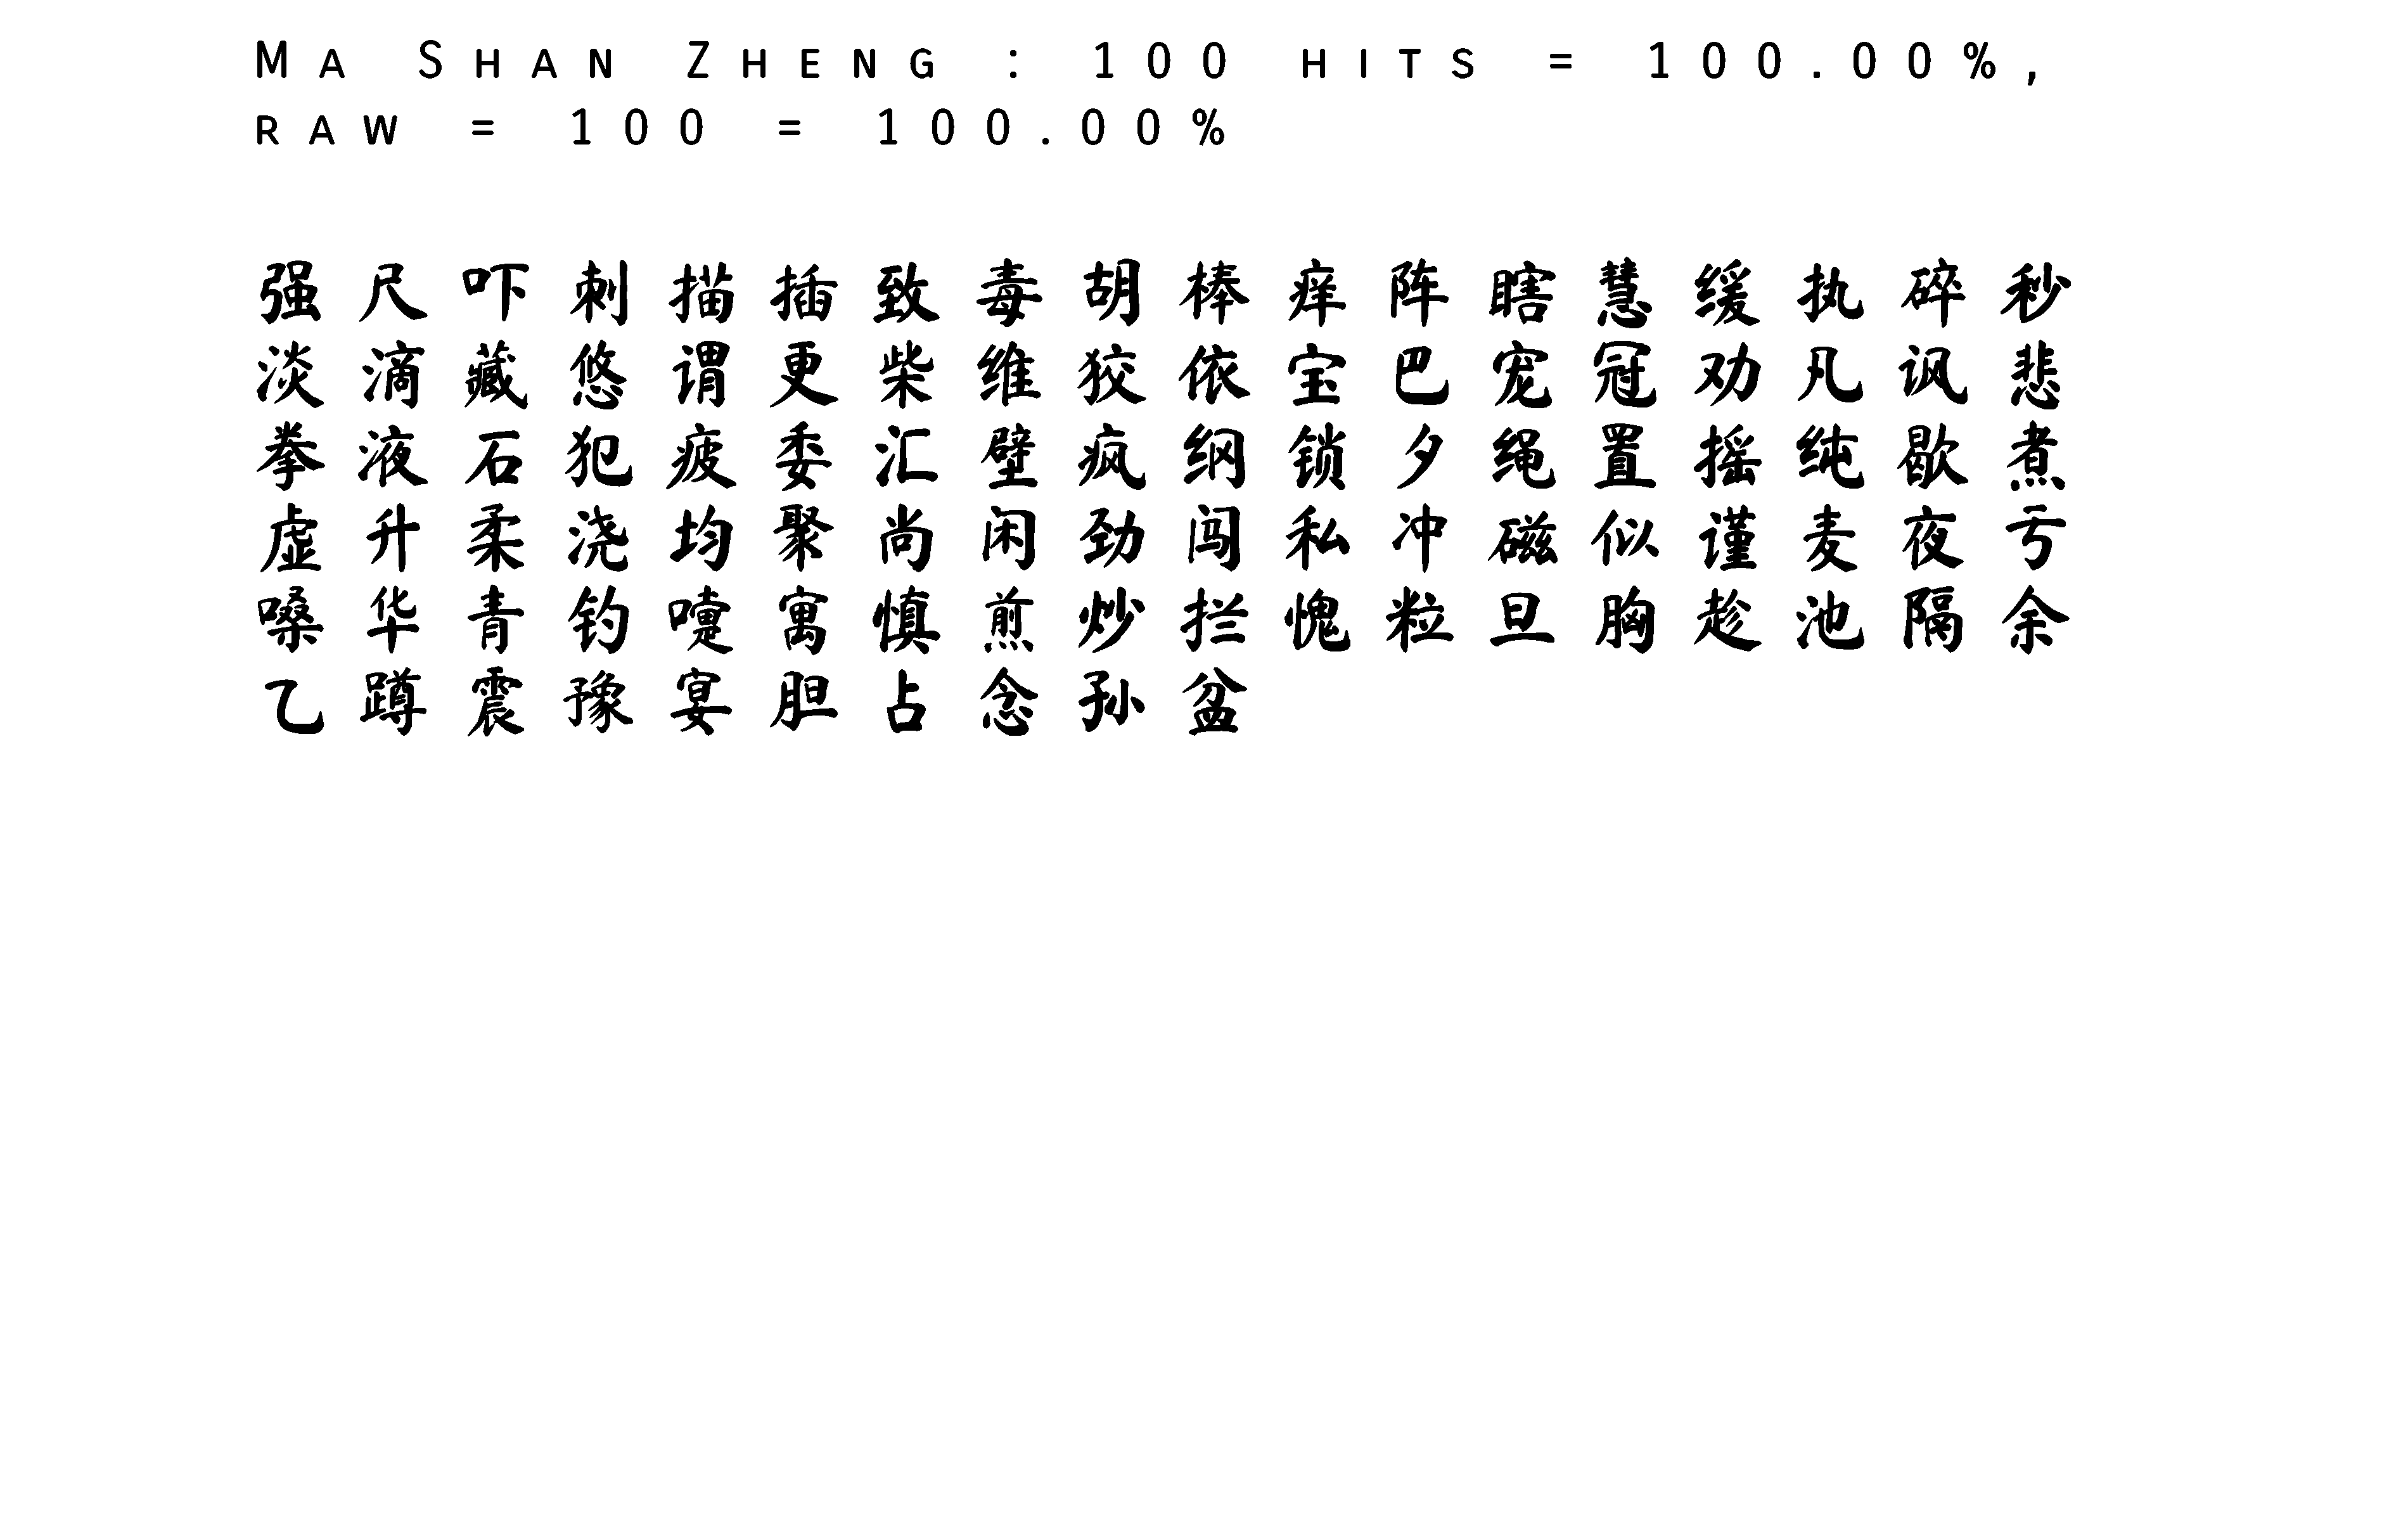 Ma Shan Zheng : 100 hits = 100.00%,
raw = 100 = 100.00%
强尺吓刺描插致毒胡棒痒阵瞎慧缓执碎秒
淡滴藏悠谓更柴维狡依宝巴宠冠劝凡讽悲
拳液石犯疲委汇壁疯纲锁夕绳置摇纯歇煮
虚升柔浇均聚尚闲劲闯私冲磁似谨麦夜亏
嗓华青钓嚏寓慎煎炒拦愧粒旦胸趁池隔余
乙蹲震豫宴胆占念孙盆